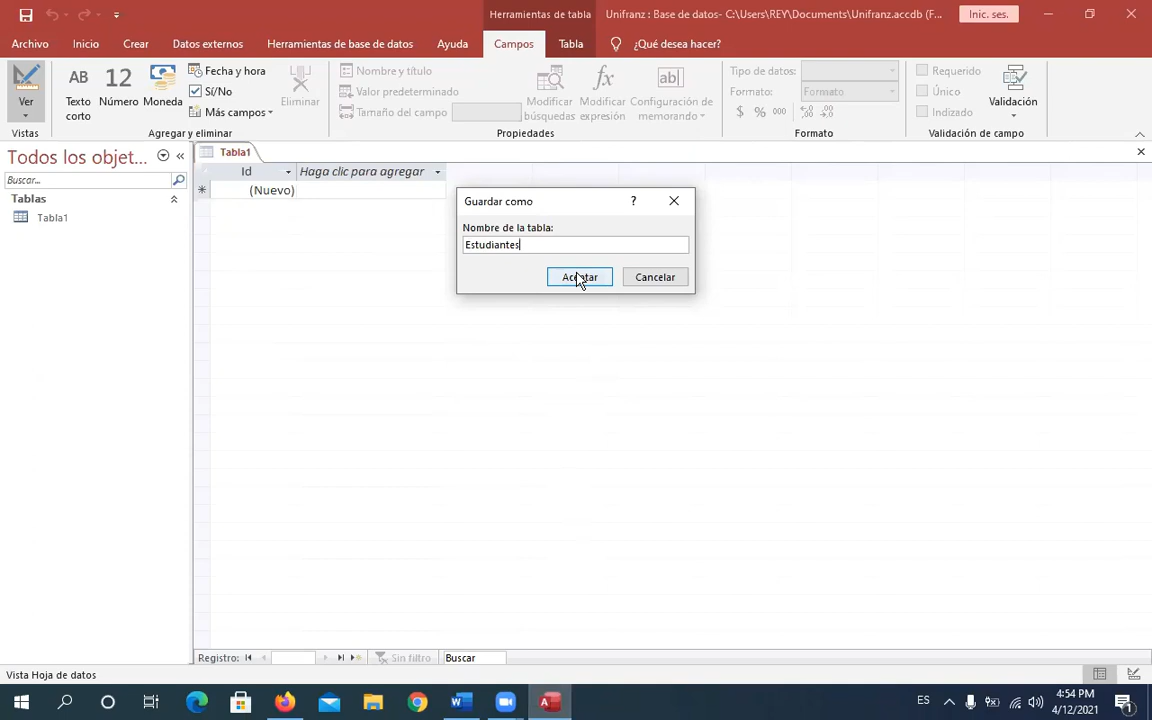 Herramientas de tabla
Unifranz : Base de datos- C:\Users\REY\Documents\Unifranz.accdb (F...
Inic. ses.
Archivo
Inicio
Crear
Datos externos
Herramientas de base de datos
Ayuda
Campos
Tabla
¿Qué desea hacer?
Ver
Vistas
AB
Texto
corto
12
Número
Moneda
Fecha y hora
Sí/No
Más campos
Eliminar
Agregar y eliminar
Nombre y título
Valor predeterminado
Tamaño del campo
Modificar
búsquedas
fx
Modificar
expresión
ab
Configuración de
memorando
Propiedades
Tipo de datos:
Formato:
Formato
$ %
Formato
Requerido
Único
Indizado
Validación
Validación de campo
Todos los objet...
Buscar...
Tablas
Tabla1
Tabla1
Id
Haga clic para agregar
(Nuevo)
Guardar como
?
Nombre de la tabla:
Estudiantes
Aceptar
Cancelar
Registro:
Sin filtro
Buscar
Vista Hoja de datos
ES
4:54 PM
4/12/2021
1